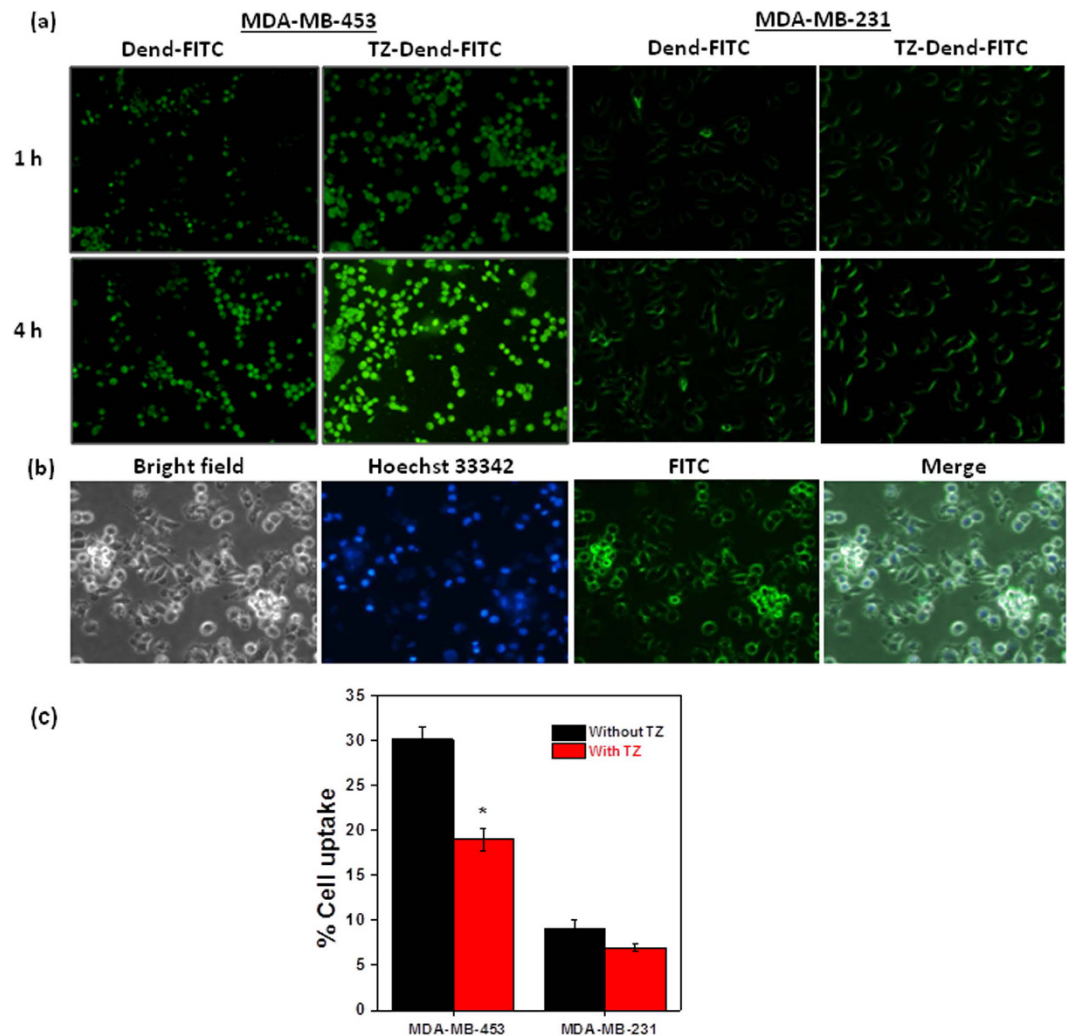 (a)
MDA-MB-453
MDA-MB-231
Dend-FITC
TZ-Dend-FITC
Dend-FITC
TZ-Dend-FITC
1 h
4 h
(b)
Bright field
Hoechst 33342
FITC
Merge
(c)
35
30
25
20
15
10
5
0
% Cell uptake
Without TZ
With TZ
*
MDA-MB-453
MDA-MB-231